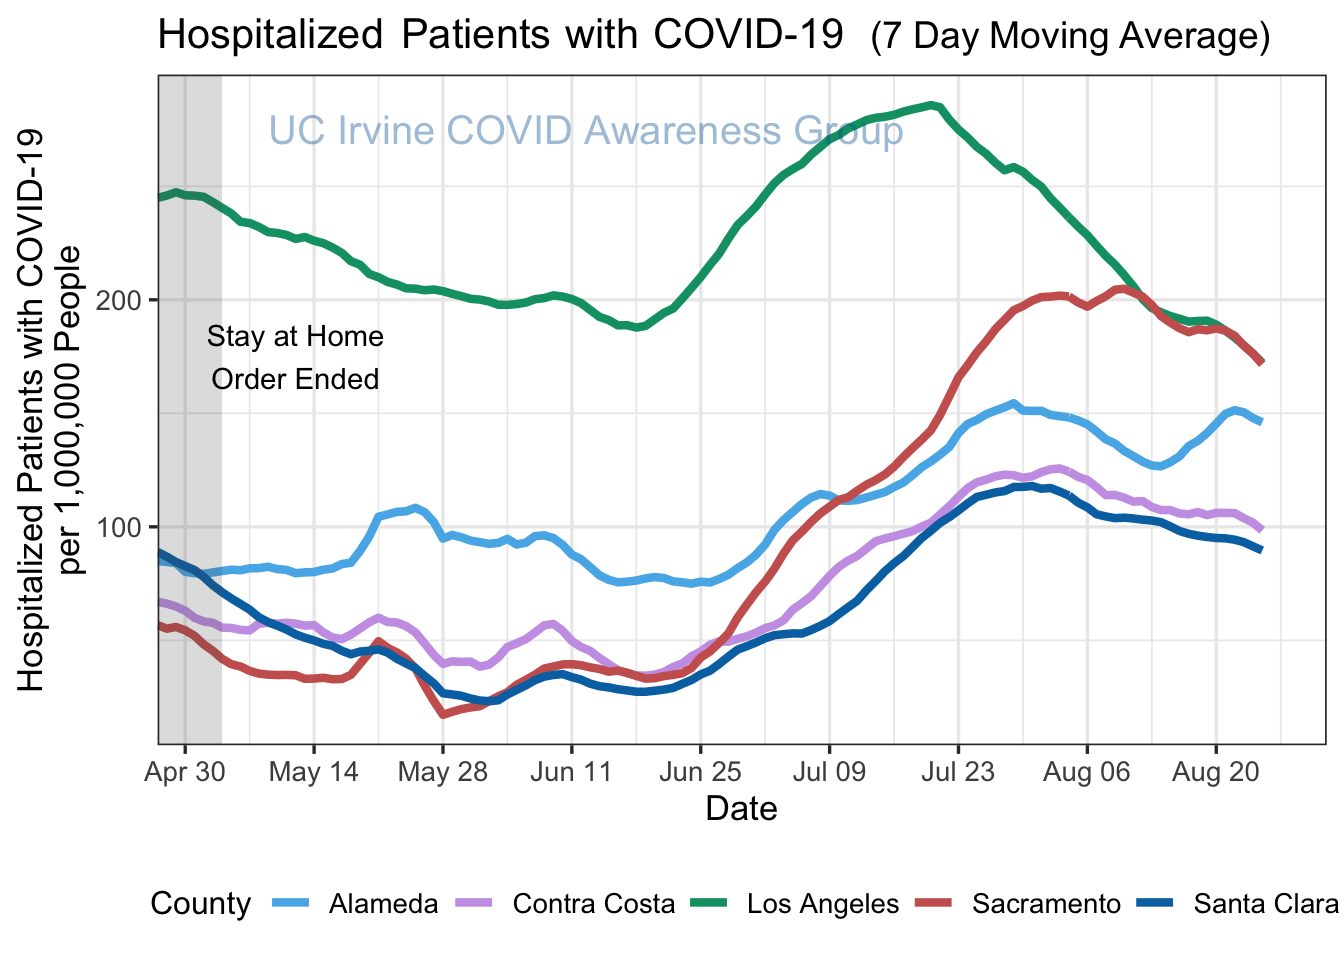 Hospitalized Patients with COVID-19 (7 Day Moving Average)
UC Irvine COVID Awareness Group
Hospitalized Patients with COVID-19
per 1,000,000 People
200
100
Stay at Home
Order Ended
Apr 30 May 14 May 28 Jun 11 Jun 25 Jul 09 Jul 23 Aug 06 Aug 20
Date
County Alameda Contra Costa Los Angeles Sacramento Santa Clara